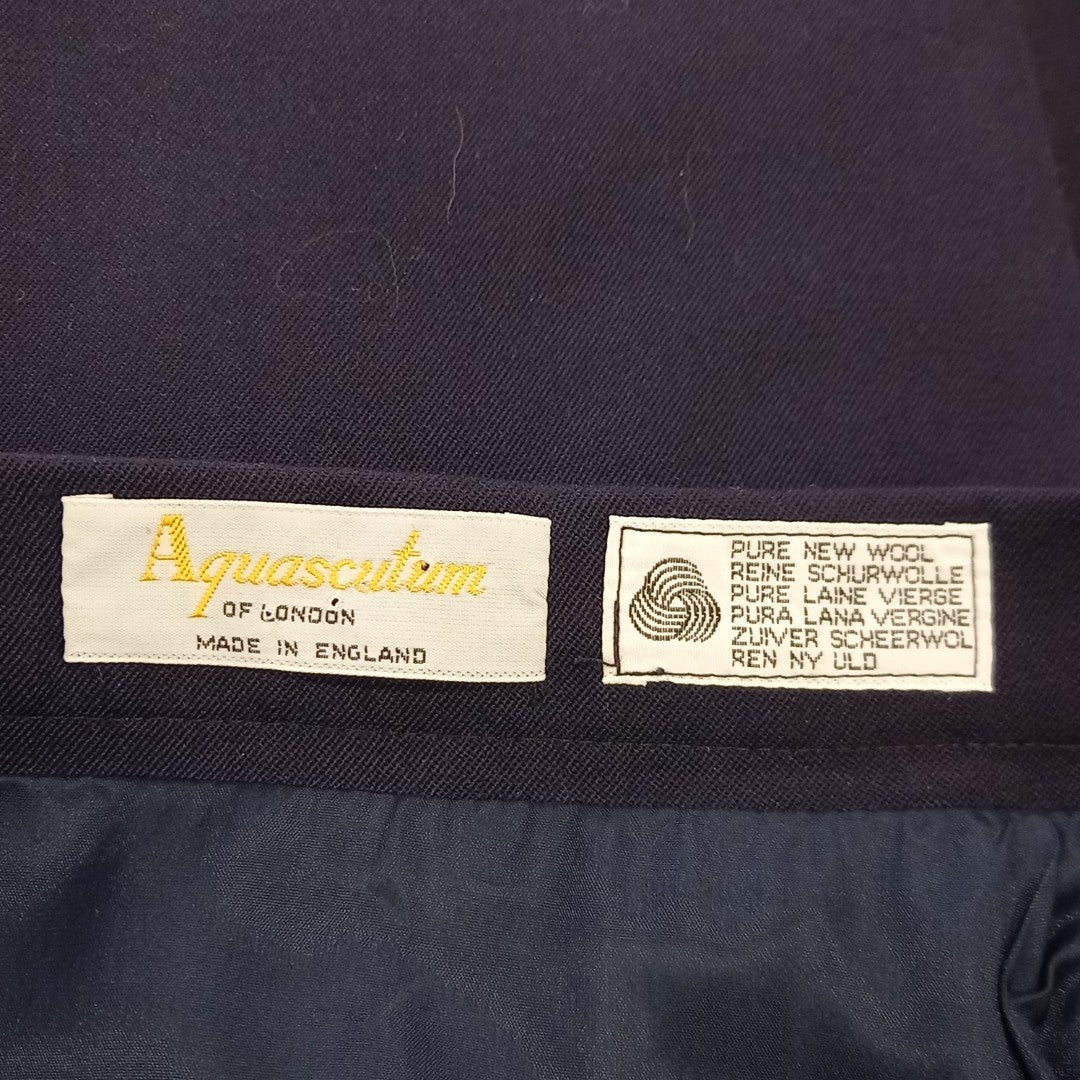 Aquascutum
OF LONDON
MADE IN ENGLAND
PURE NEW WOOL
REINE SCHURWOLLE
PURE LAINE VIERGE
PURA LANA VERGINE
ZUIVER SCHEERWOL
REN NY ULD